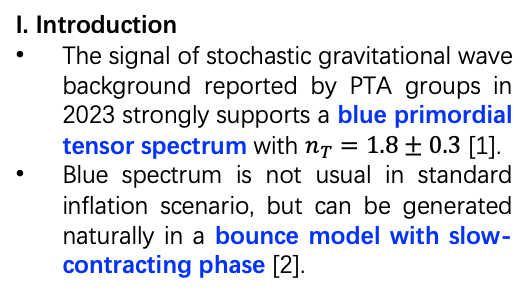 I. Introduction
• The signal of stochastic gravitational wave
background reported by PTA groups in
2023 strongly supports a blue primordial
tensor spectrum with n_T = 1.8 ± 0.3 [1].
• Blue spectrum is not usual in standard
inflation scenario, but can be generated
naturally in a bounce model with slow-
contracting phase [2].